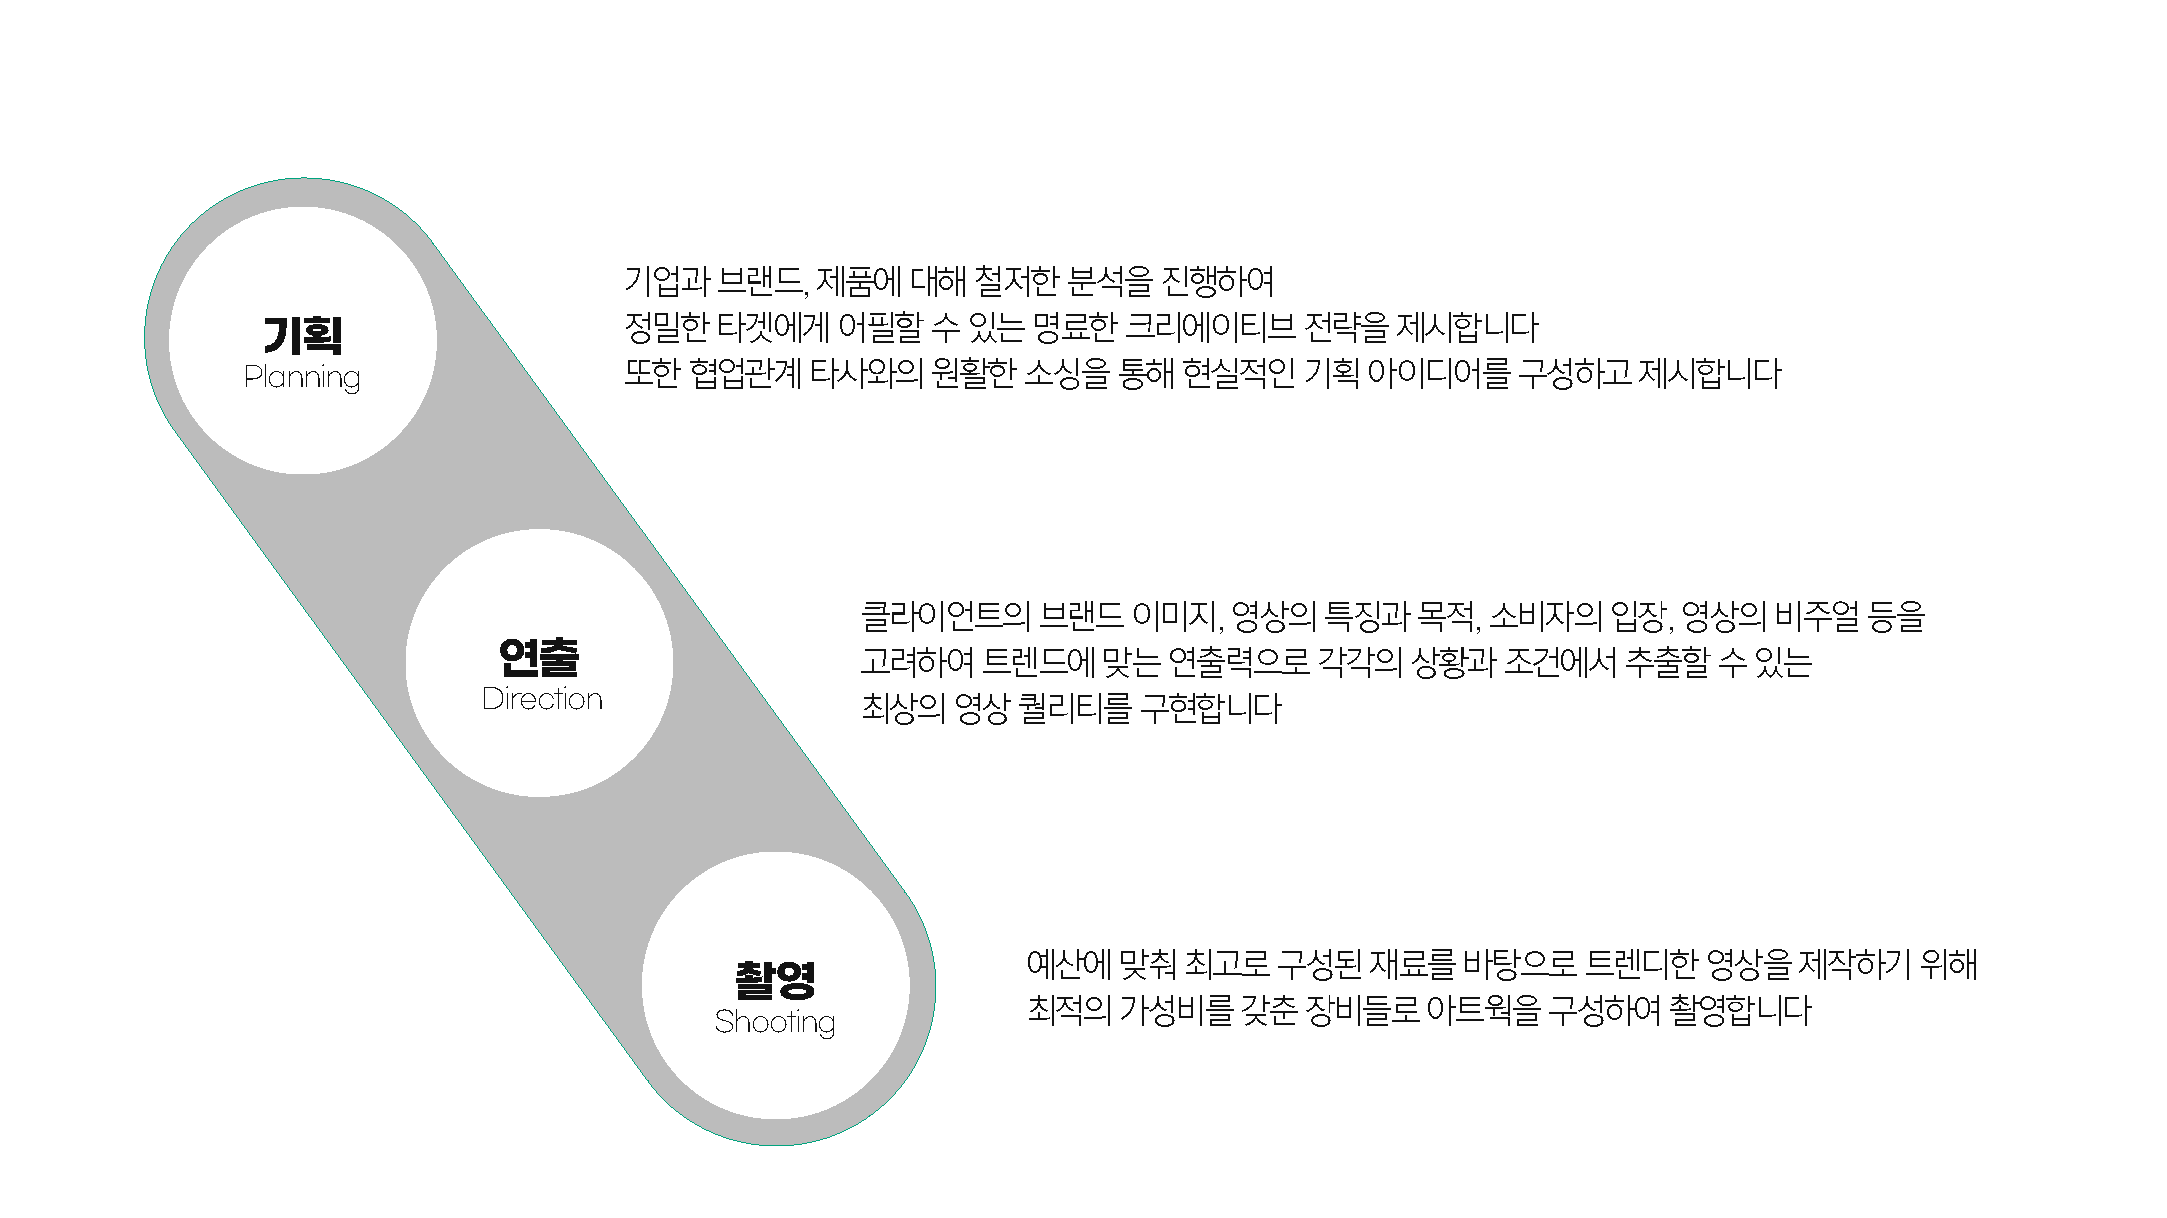 기획
Planning
기업과 브랜드, 제품에 대해 철저한 분석을 진행하여
정밀한 타겟에게 어필할 수 있는 명료한 크리에이티브 전략을 제시합니다
또한 협업관계 타사와의 원활한 소싱을 통해 현실적인 기획 아이디어를 구성하고 제시합니다
연출
Direction
클라이언트의 브랜드 이미지, 영상의 특징과 목적, 소비자의 입장, 영상의 비주얼 등을
고려하여 트렌드에 맞는 연출력으로 각각의 상황과 조건에서 추출할 수 있는
최상의 영상 퀄리티를 구현합니다
촬영
Shooting
예산에 맞춰 최고로 구성된 재료를 바탕으로 트렌디한 영상을 제작하기 위해
최적의 가성비를 갖춘 장비들로 아트웍을 구성하여 촬영합니다